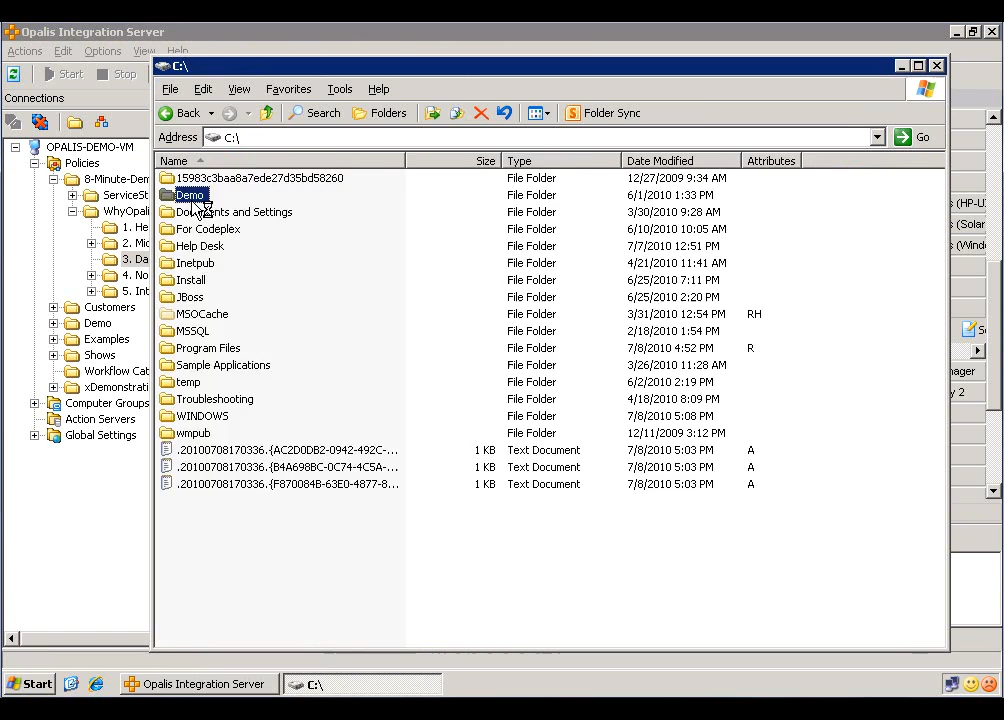 Opalis Integration Server
Actions Edit Options View Help
Start Stop
Connections
OPALIS-DEMO-VM
Policies
8-Minute-Dem
ServiceSt
WhyOpali
1. He
2. Mic
3. Da
4. No
5. Int
Customers
Demo
Examples
Shows
Workflow Cat
xDemonstrati
Computer Groups
Action Servers
Global Settings
C:\
File Edit View Favorites Tools Help
Back Search Folders Folder Sync
Address C:\ Go
Name Size Type Date Modified Attributes
15983c3baa8a7ede27d35bd58260 File Folder 12/27/2009 9:34 AM
Demo File Folder 6/1/2010 1:33 PM
Documents and Settings File Folder 3/30/2010 9:28 AM
For Codeplex File Folder 6/10/2010 10:05 AM
Help Desk File Folder 7/7/2010 12:51 PM
Inetpub File Folder 4/21/2010 11:41 AM
Install File Folder 6/25/2010 7:11 PM
JBoss File Folder 6/25/2010 2:20 PM
MSOCache File Folder 3/31/2010 12:54 PM RH
MSSQL File Folder 2/18/2010 1:54 PM
Program Files File Folder 7/8/2010 4:52 PM R
Sample Applications File Folder 3/26/2010 11:28 AM
temp File Folder 6/2/2010 2:19 PM
Troubleshooting File Folder 4/18/2010 8:09 PM
WINDOWS File Folder 7/8/2010 5:08 PM
wmpub File Folder 12/11/2009 3:12 PM
.20100708170336.{AC2D0DB2-0942-492C-... 1 KB Text Document 7/8/2010 5:03 PM A
.20100708170336.{B4A698BC-0C74-4C5A-... 1 KB Text Document 7/8/2010 5:03 PM A
.20100708170336.{F870084B-63E0-4877-8... 1 KB Text Document 7/8/2010 5:03 PM A
(HP-U
(Solar
(Windo
Sc
nager
y 2
Start Opalis Integration Server C:\